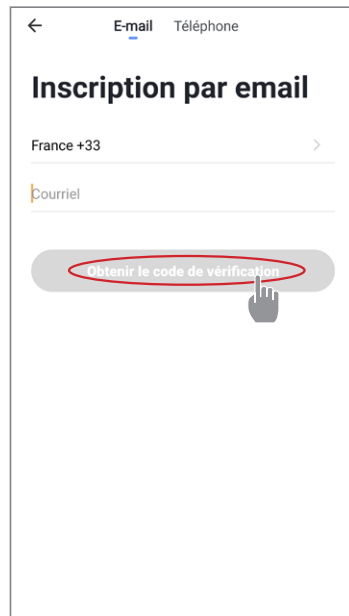 E-mail Téléphone
Inscription par email
France +33
Courriel
Obtenir le code de vérification